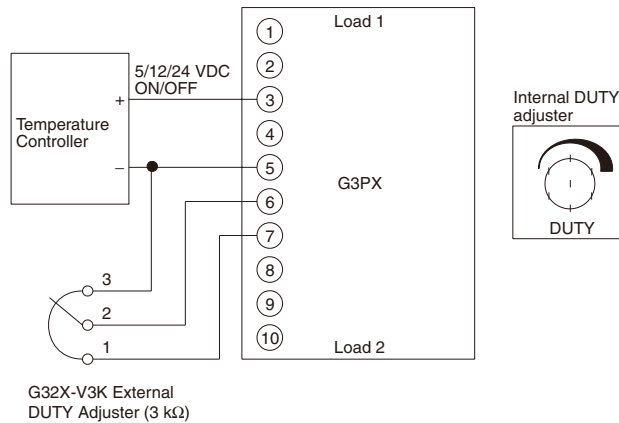 Load 1
1
2
3
4
5
6
7
8
9
10
G3PX
Load 2
5/12/24 VDC
ON/OFF
+
Temperature
Controller
−
3
2
1
G32X-V3K External
DUTY Adjuster (3 kΩ)
Internal DUTY
adjuster
DUTY